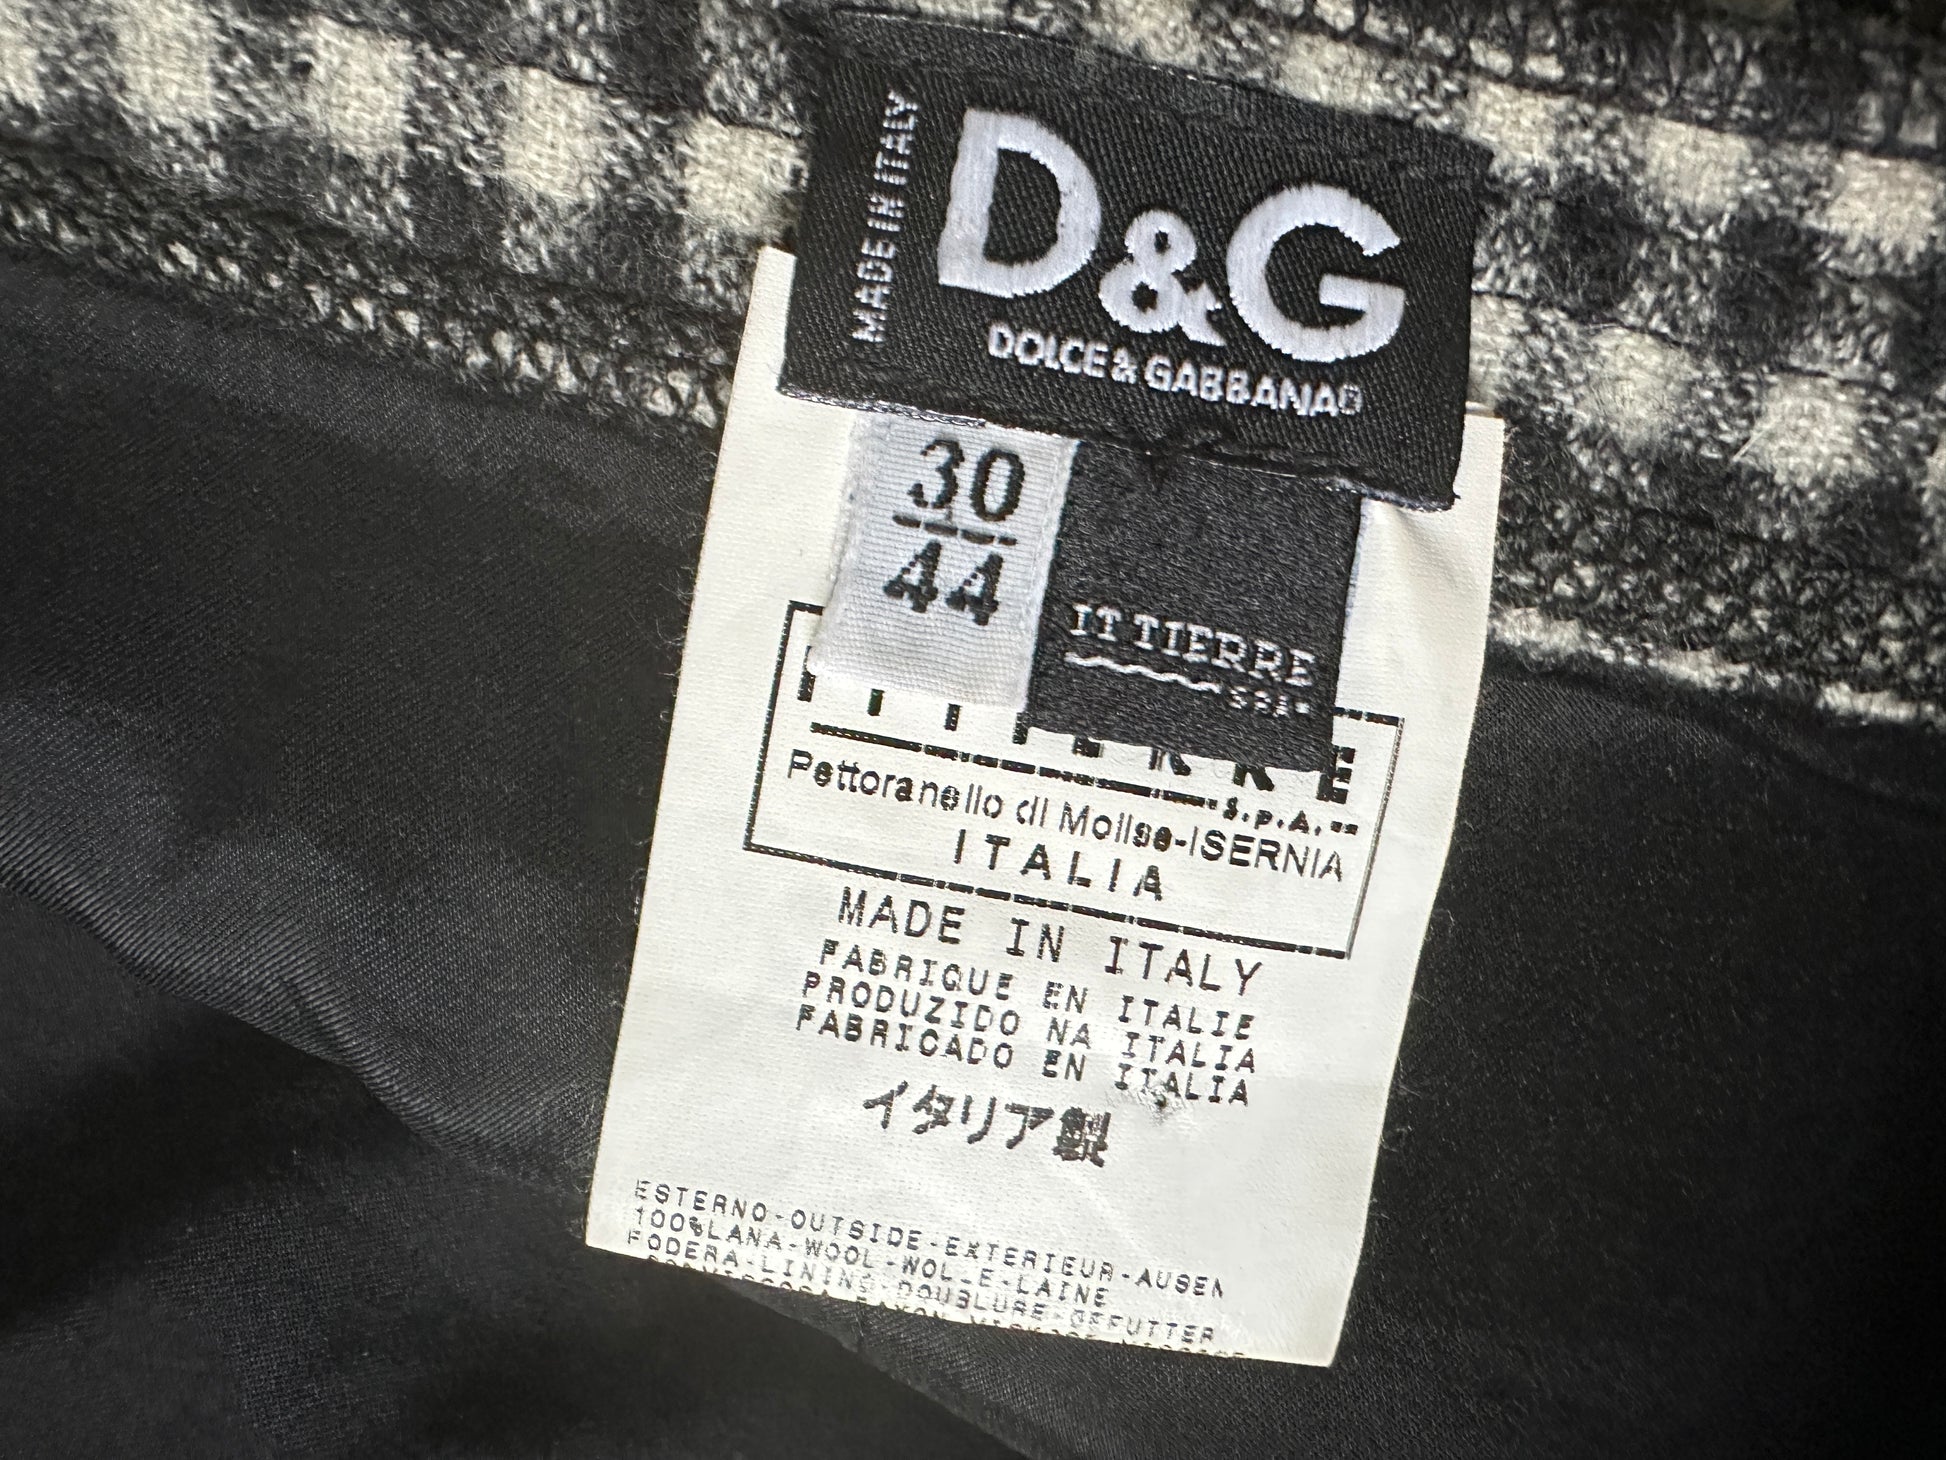 MADE IN ITALY
D&G
DOLCE & GABBANA®
30
44
IT TIERRE
SPA
S.P.A.
Pettoranello di Molise-ISERNIA
ITALIA
MADE IN ITALY
FABRIQUE EN ITALIE
PRODUZIDO NA ITALIA
FABRICADO EN ITALIA
イタリア製
ESTERNO-OUTSIDE-EXTERIEUR-AUSEN
100%LANA-WOOL-WOLLE-LAINE
FODERA-LINING-DOUBLURE-GEFUTTER